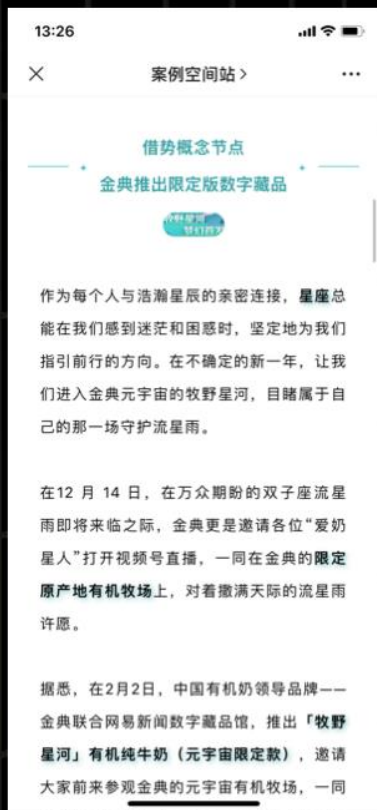 13:26
案例空间站>
借势概念节点
金典推出限定版数字藏品
牧野星河
梦幻首发
作为每个人与浩瀚星辰的亲密连接，星座总
能在我们感到迷茫和困惑时，坚定地为我们
指引前行的方向。在不确定的新一年，让我
们进入金典元宇宙的牧野星河，目睹属于自
己的那一场守护流星雨。
在12 月 14 日，在万众期盼的双子座流星
雨即将来临之际，金典更是邀请各位“爱奶
星人”打开视频号直播，一同在金典的限定
原产地有机牧场上，对着撒满天际的流星雨
许愿。
据悉，在2月2日，中国有机奶领导品牌——
金典联合网易新闻数字藏品馆，推出「牧野
星河」有机纯牛奶（元宇宙限定款），邀请
大家前来参观金典的元宇宙有机牧场，一同